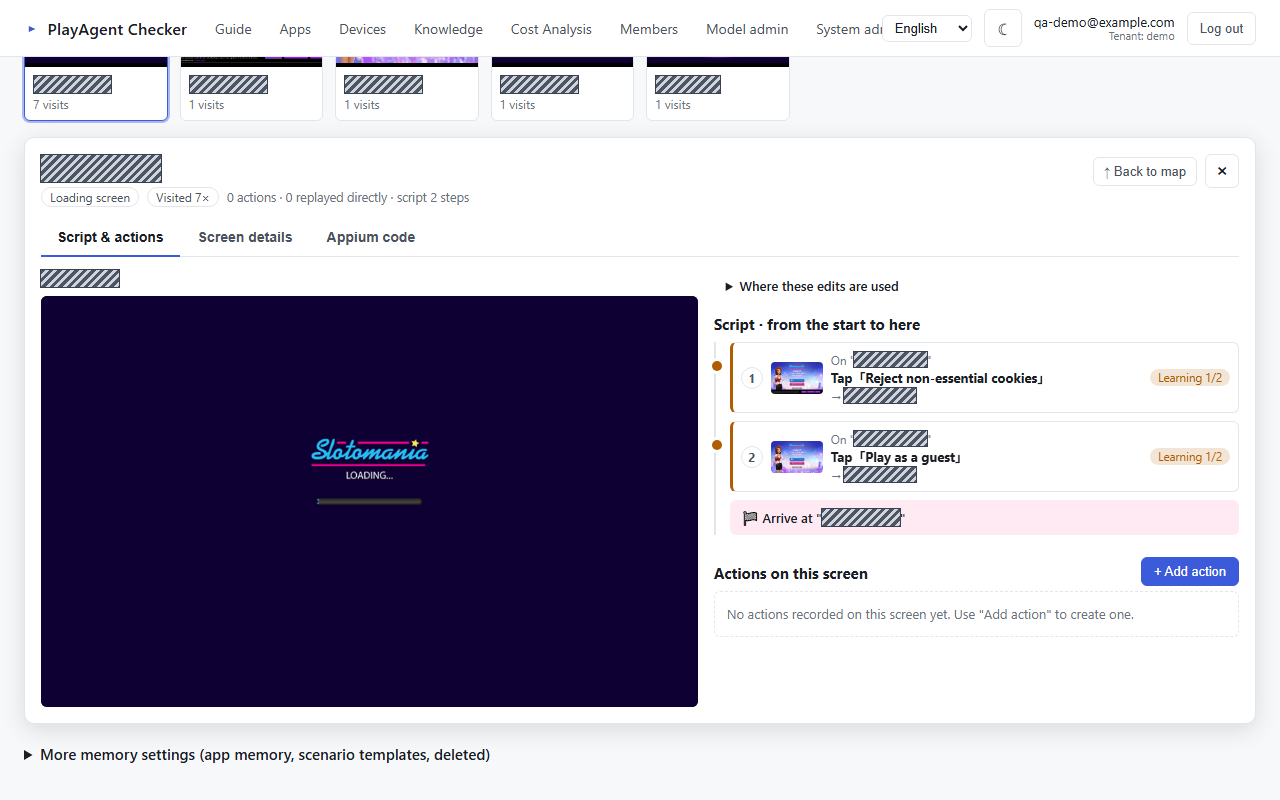 PlayAgent Checker
Guide
Apps
Devices
Knowledge
Cost Analysis
Members
Model admin
System adm
English
qa-demo@example.com
Tenant: demo
Log out
7 visits
1 visits
1 visits
1 visits
1 visits
↑ Back to map
×
Loading screen
Visited 7×
0 actions · 0 replayed directly · script 2 steps
Script & actions
Screen details
Appium code
Slotomania
LOADING...
▶ Where these edits are used
Script · from the start to here
1
On "
Tap「Reject non-essential cookies」
→
Learning 1/2
2
On "
Tap「Play as a guest」
→
Learning 1/2
Arrive at ""
Actions on this screen
+ Add action
No actions recorded on this screen yet. Use "Add action" to create one.
▶ More memory settings (app memory, scenario templates, deleted)